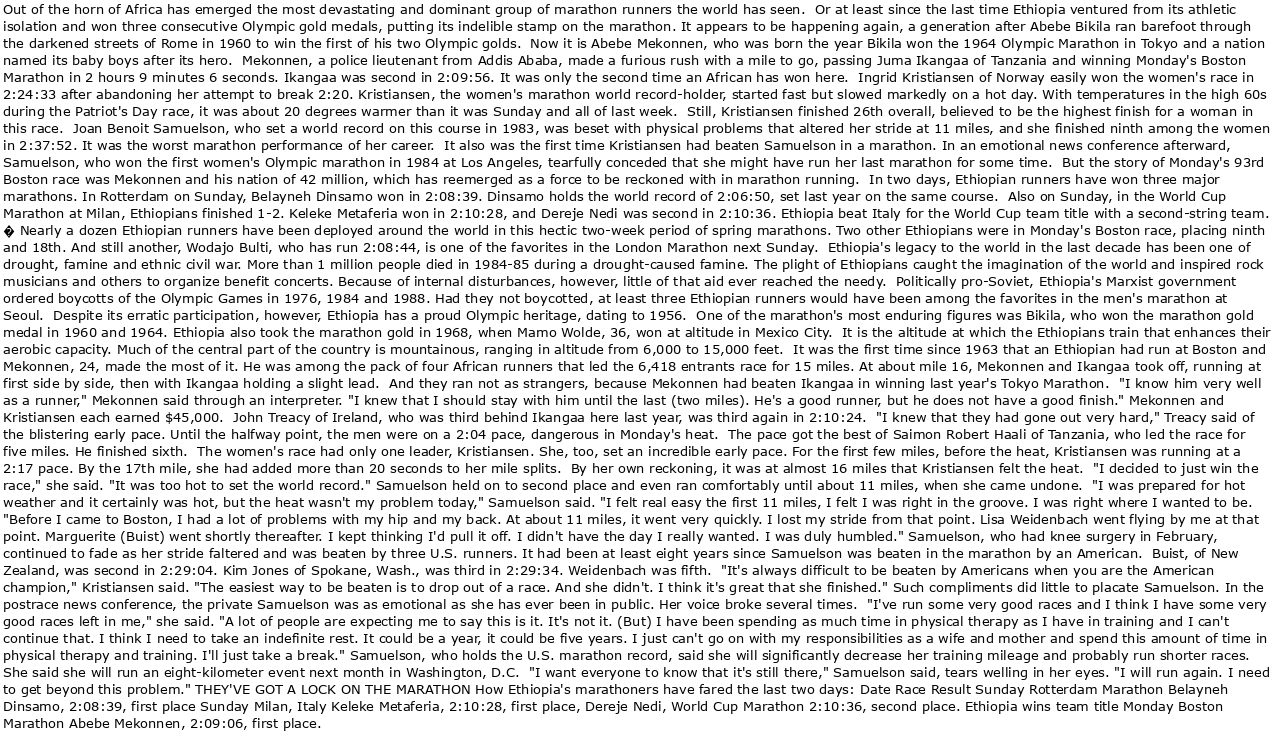 Out of the horn of Africa has emerged the most devastating and dominant group of marathon runners the world has seen.  Or at least since the last time Ethiopia ventured from its athletic
isolation and won three consecutive Olympic gold medals, putting its indelible stamp on the marathon. It appears to be happening again, a generation after Abebe Bikila ran barefoot through
the darkened streets of Rome in 1960 to win the first of his two Olympic golds.  Now it is Abebe Mekonnen, who was born the year Bikila won the 1964 Olympic Marathon in Tokyo and a nation
named its baby boys after its hero.  Mekonnen, a police lieutenant from Addis Ababa, made a furious rush with a mile to go, passing Juma Ikangaa of Tanzania and winning Monday's Boston
Marathon in 2 hours 9 minutes 6 seconds. Ikangaa was second in 2:09:56. It was only the second time an African has won here.  Ingrid Kristiansen of Norway easily won the women's race in
2:24:33 after abandoning her attempt to break 2:20. Kristiansen, the women's marathon world record-holder, started fast but slowed markedly on a hot day. With temperatures in the high 60s
during the Patriot's Day race, it was about 20 degrees warmer than it was Sunday and all of last week.  Still, Kristiansen finished 26th overall, believed to be the highest finish for a woman in
this race.  Joan Benoit Samuelson, who set a world record on this course in 1983, was beset with physical problems that altered her stride at 11 miles, and she finished ninth among the women
in 2:37:52. It was the worst marathon performance of her career.  It also was the first time Kristiansen had beaten Samuelson in a marathon. In an emotional news conference afterward,
Samuelson, who won the first women's Olympic marathon in 1984 at Los Angeles, tearfully conceded that she might have run her last marathon for some time.  But the story of Monday's 93rd
Boston race was Mekonnen and his nation of 42 million, which has reemerged as a force to be reckoned with in marathon running.  In two days, Ethiopian runners have won three major
marathons. In Rotterdam on Sunday, Belayneh Dinsamo won in 2:08:39. Dinsamo holds the world record of 2:06:50, set last year on the same course.  Also on Sunday, in the World Cup
Marathon at Milan, Ethiopians finished 1-2. Keleke Metaferia won in 2:10:28, and Dereje Nedi was second in 2:10:36. Ethiopia beat Italy for the World Cup team title with a second-string team.
� Nearly a dozen Ethiopian runners have been deployed around the world in this hectic two-week period of spring marathons. Two other Ethiopians were in Monday's Boston race, placing ninth
and 18th. And still another, Wodajo Bulti, who has run 2:08:44, is one of the favorites in the London Marathon next Sunday.  Ethiopia's legacy to the world in the last decade has been one of
drought, famine and ethnic civil war. More than 1 million people died in 1984-85 during a drought-caused famine. The plight of Ethiopians caught the imagination of the world and inspired rock
musicians and others to organize benefit concerts. Because of internal disturbances, however, little of that aid ever reached the needy.  Politically pro-Soviet, Ethiopia's Marxist government
ordered boycotts of the Olympic Games in 1976, 1984 and 1988. Had they not boycotted, at least three Ethiopian runners would have been among the favorites in the men's marathon at
Seoul.  Despite its erratic participation, however, Ethiopia has a proud Olympic heritage, dating to 1956.  One of the marathon's most enduring figures was Bikila, who won the marathon gold
medal in 1960 and 1964. Ethiopia also took the marathon gold in 1968, when Mamo Wolde, 36, won at altitude in Mexico City.  It is the altitude at which the Ethiopians train that enhances their
aerobic capacity. Much of the central part of the country is mountainous, ranging in altitude from 6,000 to 15,000 feet.  It was the first time since 1963 that an Ethiopian had run at Boston and
Mekonnen, 24, made the most of it. He was among the pack of four African runners that led the 6,418 entrants race for 15 miles. At about mile 16, Mekonnen and Ikangaa took off, running at
first side by side, then with Ikangaa holding a slight lead.  And they ran not as strangers, because Mekonnen had beaten Ikangaa in winning last year's Tokyo Marathon.  "I know him very well
as a runner," Mekonnen said through an interpreter. "I knew that I should stay with him until the last (two miles). He's a good runner, but he does not have a good finish." Mekonnen and
Kristiansen each earned $45,000.  John Treacy of Ireland, who was third behind Ikangaa here last year, was third again in 2:10:24.  "I knew that they had gone out very hard," Treacy said of
the blistering early pace. Until the halfway point, the men were on a 2:04 pace, dangerous in Monday's heat.  The pace got the best of Saimon Robert Haali of Tanzania, who led the race for
five miles. He finished sixth.  The women's race had only one leader, Kristiansen. She, too, set an incredible early pace. For the first few miles, before the heat, Kristiansen was running at a
2:17 pace. By the 17th mile, she had added more than 20 seconds to her mile splits.  By her own reckoning, it was at almost 16 miles that Kristiansen felt the heat.  "I decided to just win the
race," she said. "It was too hot to set the world record." Samuelson held on to second place and even ran comfortably until about 11 miles, when she came undone.  "I was prepared for hot
weather and it certainly was hot, but the heat wasn't my problem today," Samuelson said. "I felt real easy the first 11 miles, I felt I was right in the groove. I was right where I wanted to be.
"Before I came to Boston, I had a lot of problems with my hip and my back. At about 11 miles, it went very quickly. I lost my stride from that point. Lisa Weidenbach went flying by me at that
point. Marguerite (Buist) went shortly thereafter. I kept thinking I'd pull it off. I didn't have the day I really wanted. I was duly humbled." Samuelson, who had knee surgery in February,
continued to fade as her stride faltered and was beaten by three U.S. runners. It had been at least eight years since Samuelson was beaten in the marathon by an American.  Buist, of New
Zealand, was second in 2:29:04. Kim Jones of Spokane, Wash., was third in 2:29:34. Weidenbach was fifth.  "It's always difficult to be beaten by Americans when you are the American
champion," Kristiansen said. "The easiest way to be beaten is to drop out of a race. And she didn't. I think it's great that she finished." Such compliments did little to placate Samuelson. In the
postrace news conference, the private Samuelson was as emotional as she has ever been in public. Her voice broke several times.  "I've run some very good races and I think I have some very
good races left in me," she said. "A lot of people are expecting me to say this is it. It's not it. (But) I have been spending as much time in physical therapy as I have in training and I can't
continue that. I think I need to take an indefinite rest. It could be a year, it could be five years. I just can't go on with my responsibilities as a wife and mother and spend this amount of time in
physical therapy and training. I'll just take a break." Samuelson, who holds the U.S. marathon record, said she will significantly decrease her training mileage and probably run shorter races.
She said she will run an eight-kilometer event next month in Washington, D.C.  "I want everyone to know that it's still there," Samuelson said, tears welling in her eyes. "I will run again. I need
to get beyond this problem." THEY'VE GOT A LOCK ON THE MARATHON How Ethiopia's marathoners have fared the last two days: Date Race Result Sunday Rotterdam Marathon Belayneh
Dinsamo, 2:08:39, first place Sunday Milan, Italy Keleke Metaferia, 2:10:28, first place, Dereje Nedi, World Cup Marathon 2:10:36, second place. Ethiopia wins team title Monday Boston
Marathon Abebe Mekonnen, 2:09:06, first place.